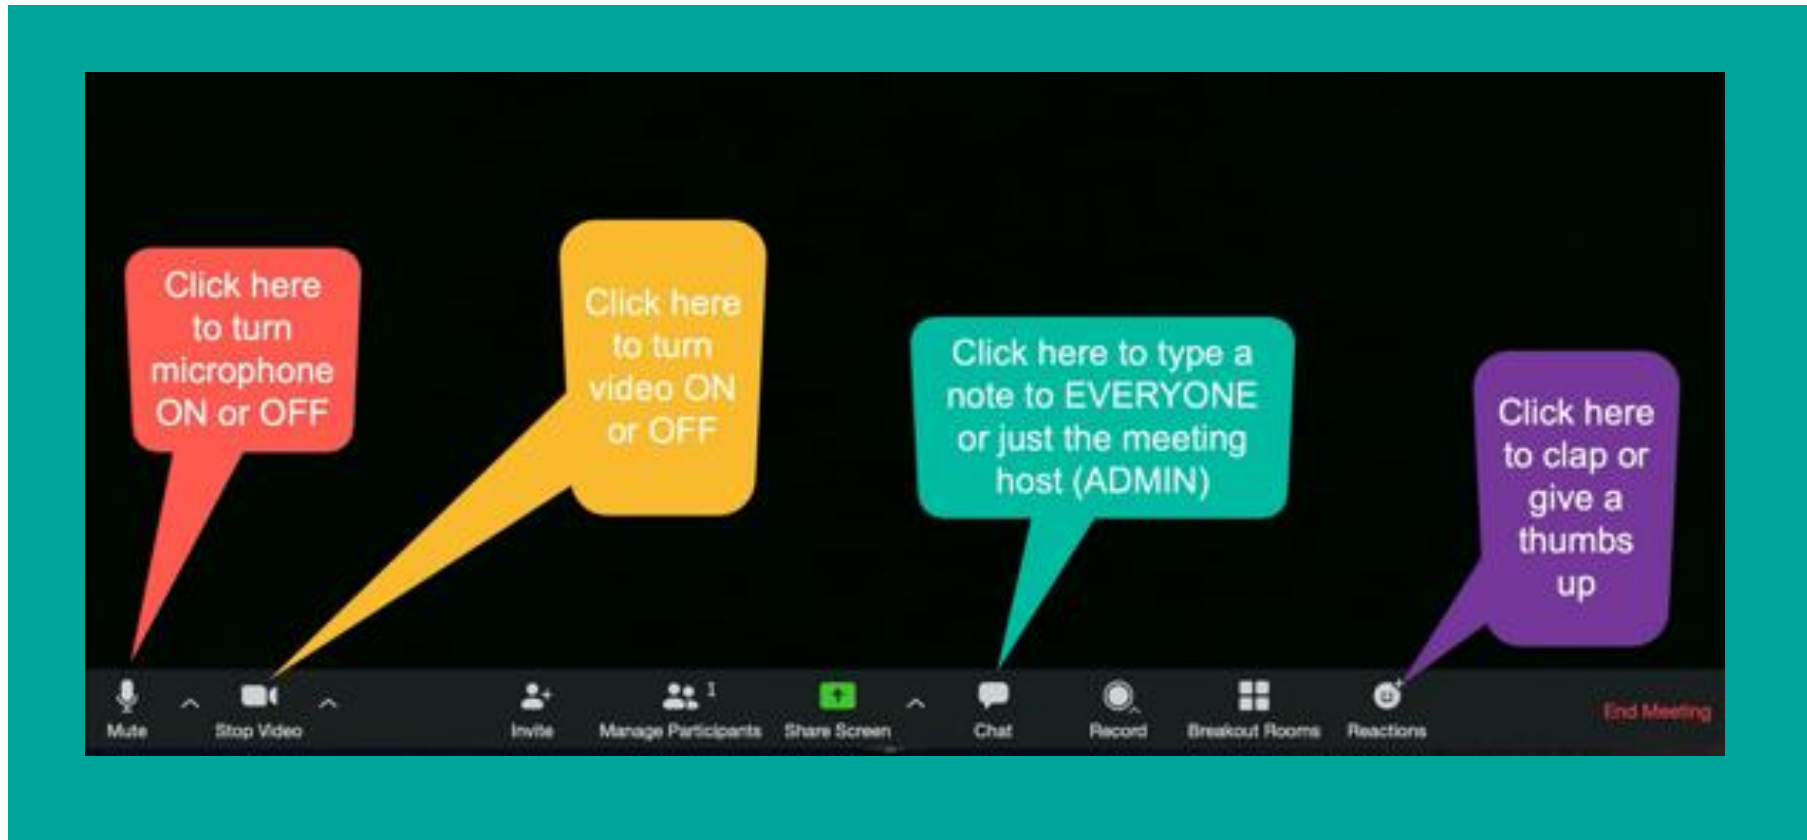 Click here
to turn
microphone
ON or OFF
Click here
to turn
video ON
or OFF
Click here to type a
note to EVERYONE
or just the meeting
host (ADMIN)
Click here
to clap or
give a
thumbs
up
Mute
Stop Video
Invite
1
Manage Participants
Share Screen
Chat
Record
Breakout Rooms
Reactions
End Meeting